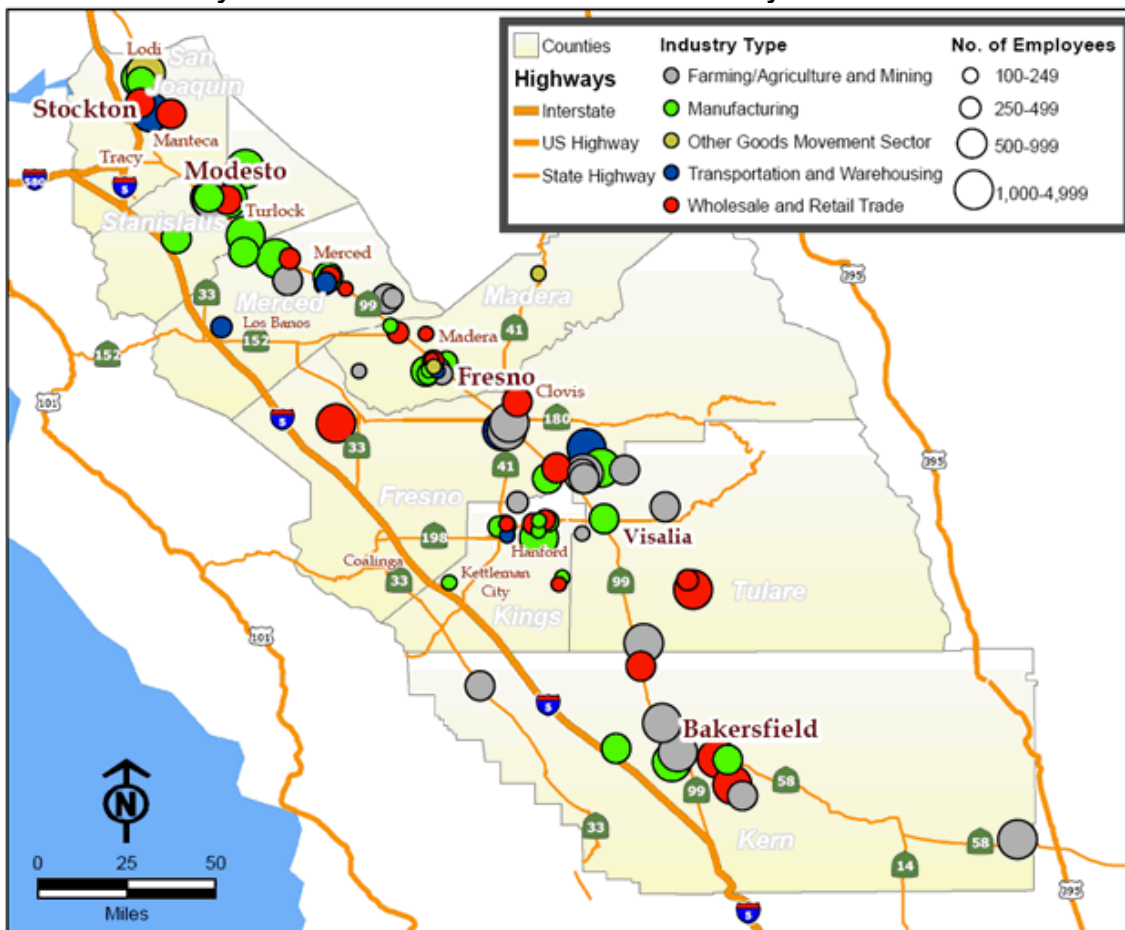 Lodi
San
Joaquin
Stockton
Manteca
Tracy
580
5
Modesto
Turlock
Stanislaus
Merced
33
Merced
99
Madera
Los Banos
152
152
41
Madera
Fresno
Clovis
101
5
33
180
41
Fresno
198
Hanford
Visalia
Coalinga
33
Kettleman
City
Kings
99
Tulare
101
395
395
5
Bakersfield
99
58
Kern
33
58
14
395
5
Counties
Highways
Interstate
US Highway
State Highway
Industry Type
Farming/Agriculture and Mining
Manufacturing
Other Goods Movement Sector
Transportation and Warehousing
Wholesale and Retail Trade
No. of Employees
100-249
250-499
500-999
1,000-4,999
N
0 25 50
Miles